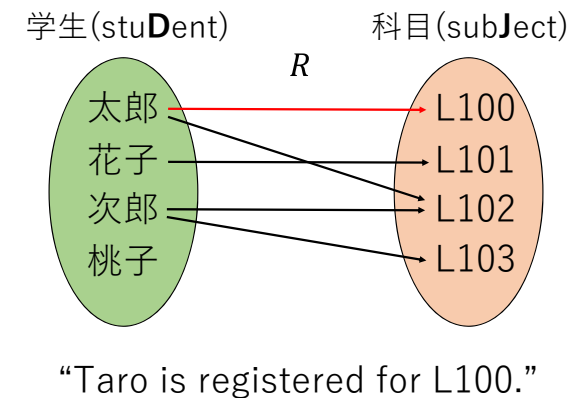 学生(stuDent) 科目(subJect)
R
太郎 L100
花子 L101
次郎 L102
桃子 L103
“Taro is registered for L100.”